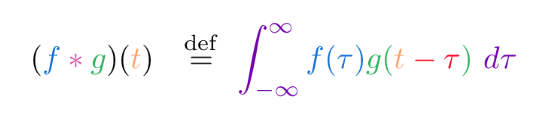 (f ∗ g)(t) ≝ ∫_{−∞}^{∞} f(τ)g(t − τ) dτ